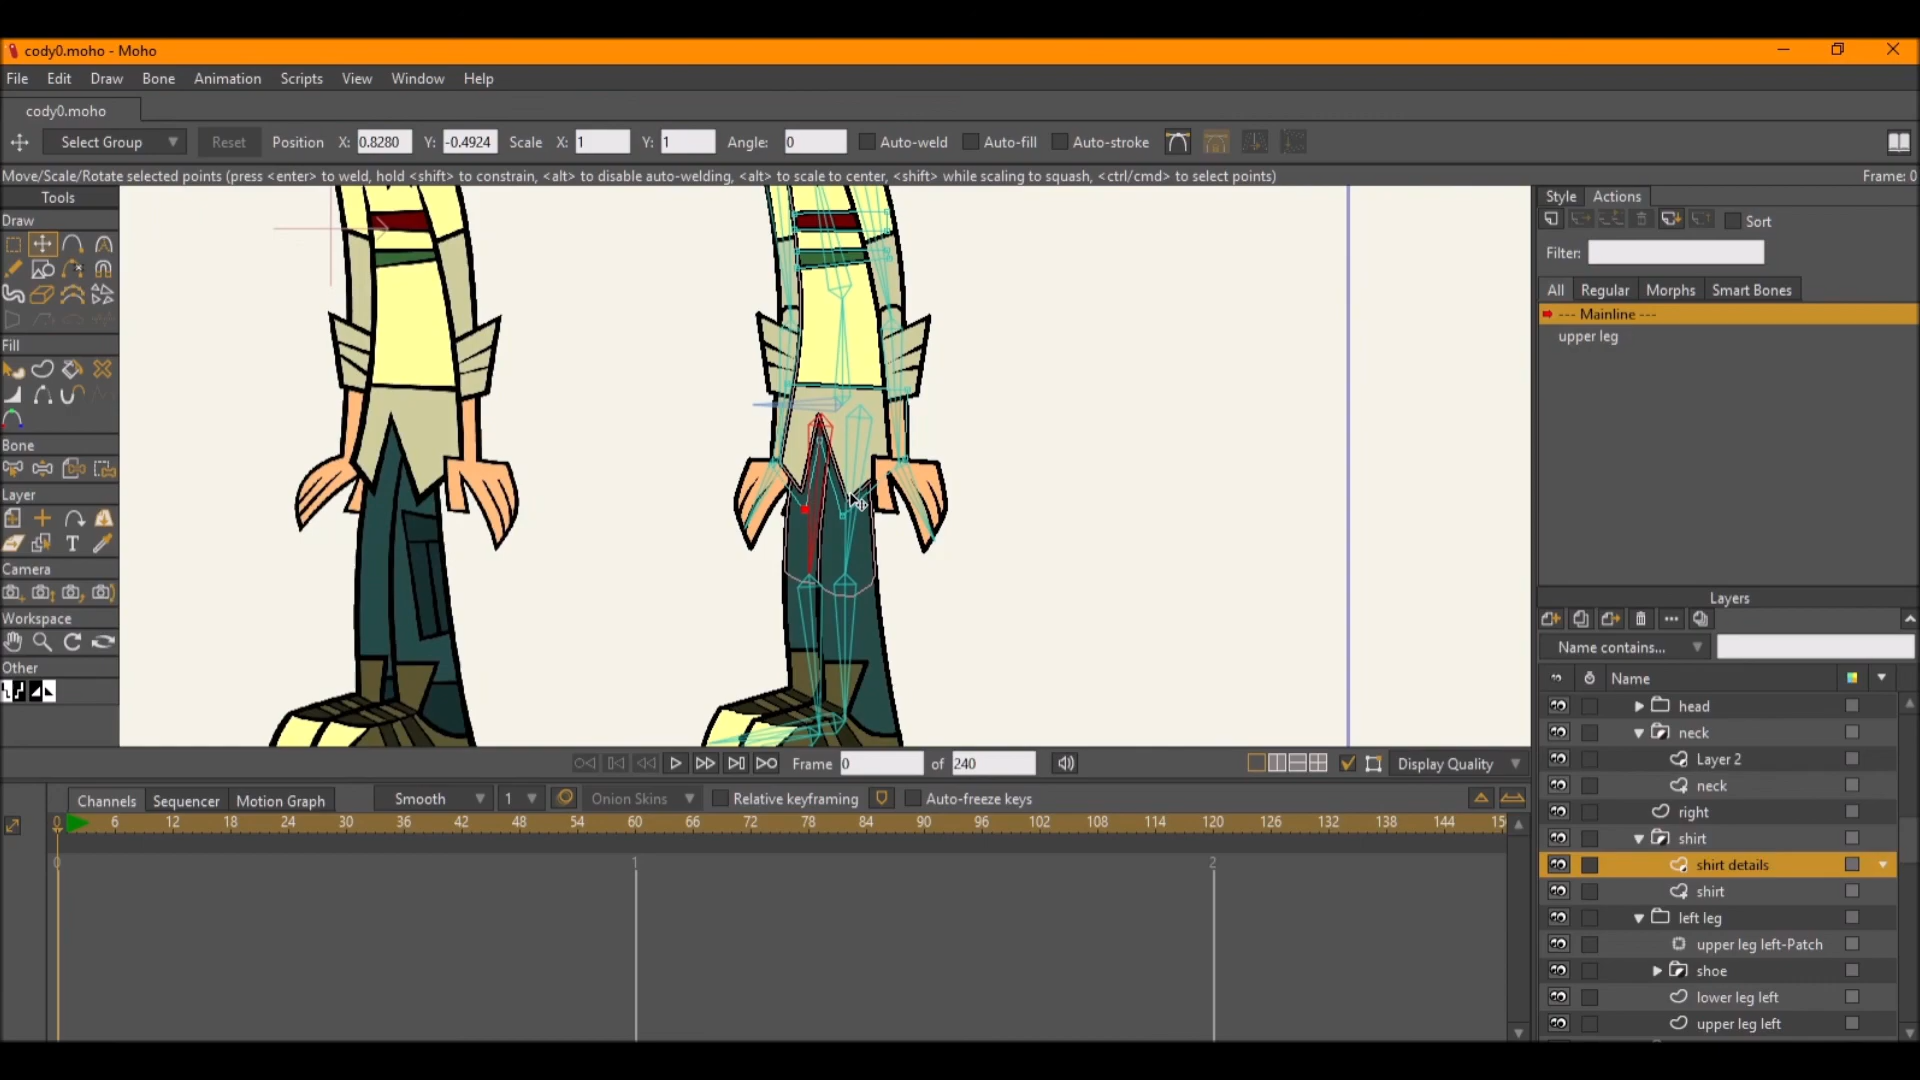 cody0.moho - Moho
File Edit Draw Bone Animation Scripts View Window Help
cody0.moho
Select Group Reset Position X: 0.8280 Y: -0.4924 Scale X: 1 Y: 1 Angle: 0 Auto-weld Auto-fill Auto-stroke
Move/Scale/Rotate selected points (press <enter> to weld, hold <shift> to constrain, <alt> to disable auto-welding, <alt> to scale to center, <shift> while scaling to squash, <ctrl/cmd> to select points) Frame: 0
Tools
Draw
Fill
Bone
Layer
Camera
Workspace
Other
Style Actions
Sort
Filter:
All Regular Morphs Smart Bones
--- Mainline ---
upper leg
Layers
Name contains...
Name
head
neck
Layer 2
neck
right
shirt
shirt details
shirt
left leg
upper leg left-Patch
shoe
lower leg left
upper leg left
Frame 0 of 240 Display Quality
Channels Sequencer Motion Graph Smooth 1 Onion Skins Relative keyframing Auto-freeze keys
0 6 12 18 24 30 36 42 48 54 60 66 72 78 84 90 96 102 108 114 120 126 132 138 144
0 1 2